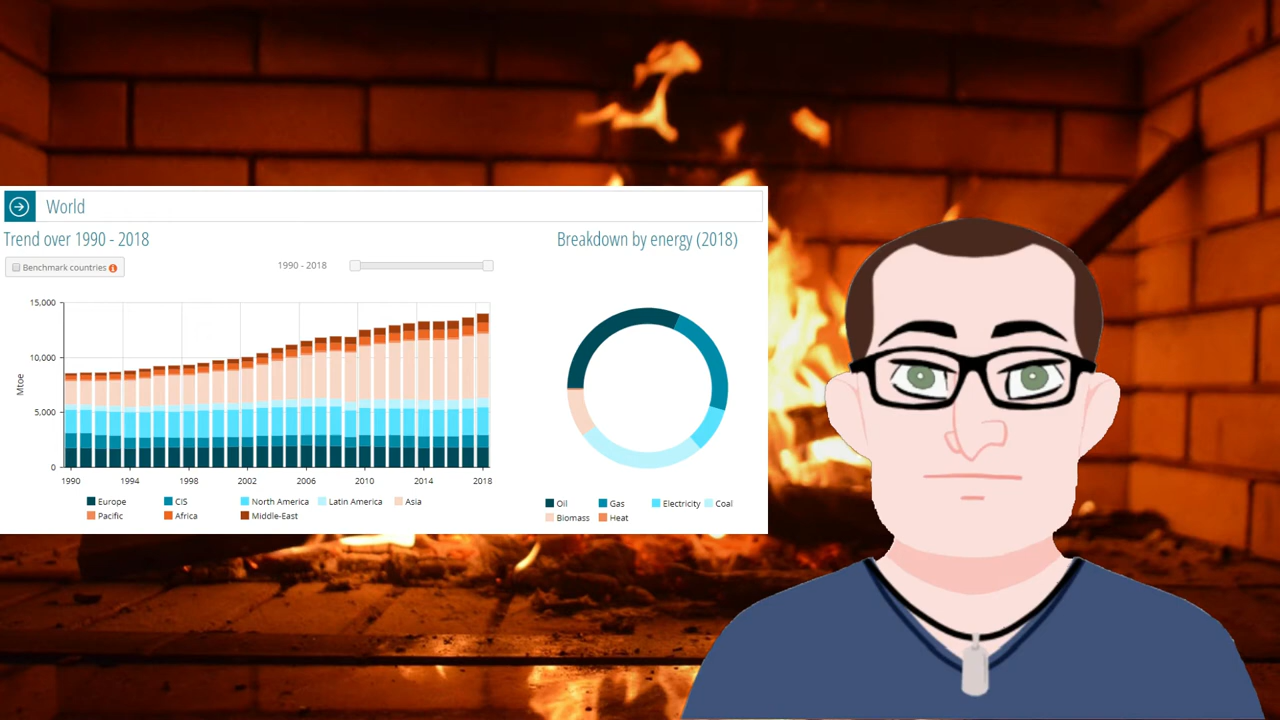 World
Trend over 1990 - 2018
Breakdown by energy (2018)
Benchmark countries i
1990 - 2018
15,000
10,000
5,000
0
Mtoe
1990 1994 1998 2002 2006 2010 2014 2018
Europe CIS North America Latin America Asia
Pacific Africa Middle-East
Oil Gas Electricity Coal
Biomass Heat